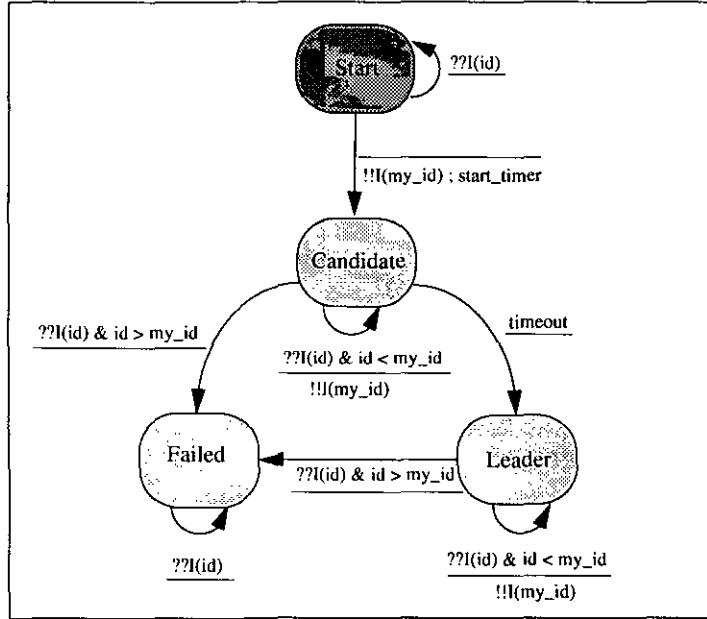 Start
??I(id)
!!I(my_id) ; start_timer
Candidate
??I(id) & id > my_id
timeout
??I(id) & id < my_id
!!I(my_id)
Failed
Leader
??I(id) & id > my_id
??I(id)
??I(id) & id < my_id
!!I(my_id)